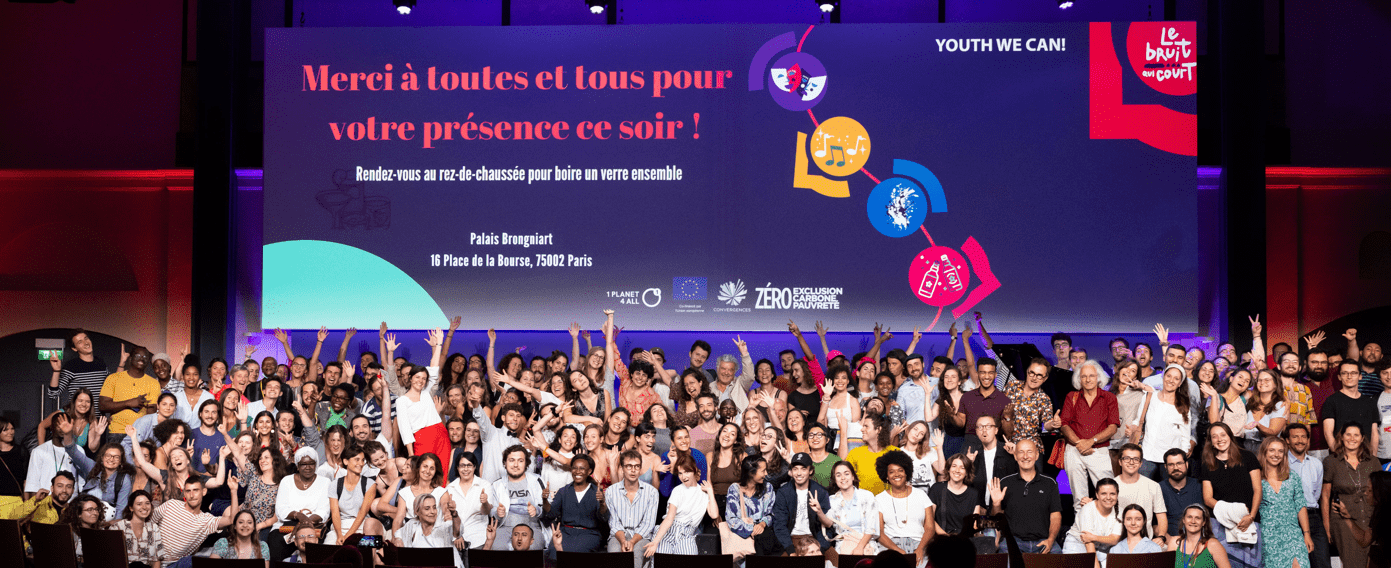 Merci à toutes et tous pour
votre présence ce soir !
Rendez-vous au rez-de-chaussée pour boire un verre ensemble
Palais Brongniart
16 Place de la Bourse, 75002 Paris
YOUTH WE CAN!
Le
bruit
qui court
1 PLANET
4 ALL
CONVERGENCES
ZÉRO
EXCLUSION
CARBONE
PAUVRETÉ
NASA